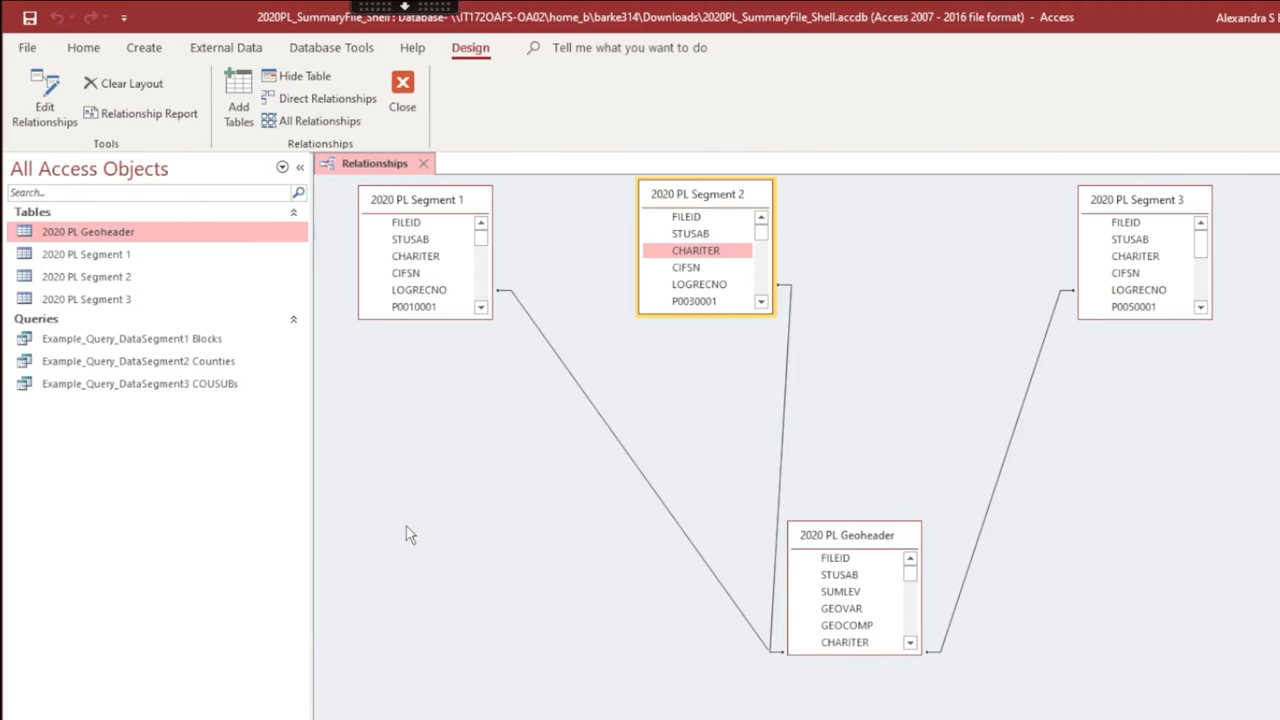 2020PL_SummaryFile_Shell : Database- \\IT172OAFS-OA02\home_b\barke314\Downloads\2020PL_SummaryFile_Shell.accdb (Access 2007 - 2016 file format) - Access
Alexandra S
File Home Create External Data Database Tools Help Design Tell me what you want to do
Edit Relationships
Clear Layout
Relationship Report
Tools
Add Tables
Hide Table
Direct Relationships
All Relationships
Close
Relationships
All Access Objects
Search...
Tables
2020 PL Geoheader
2020 PL Segment 1
2020 PL Segment 2
2020 PL Segment 3
Queries
Example_Query_DataSegment1 Blocks
Example_Query_DataSegment2 Counties
Example_Query_DataSegment3 COUSUBs
Relationships
2020 PL Segment 1
FILEID
STUSAB
CHARITER
CIFSN
LOGRECNO
P0010001
2020 PL Segment 2
FILEID
STUSAB
CHARITER
CIFSN
LOGRECNO
P0030001
2020 PL Segment 3
FILEID
STUSAB
CHARITER
CIFSN
LOGRECNO
P0050001
2020 PL Geoheader
FILEID
STUSAB
SUMLEV
GEOVAR
GEOCOMP
CHARITER